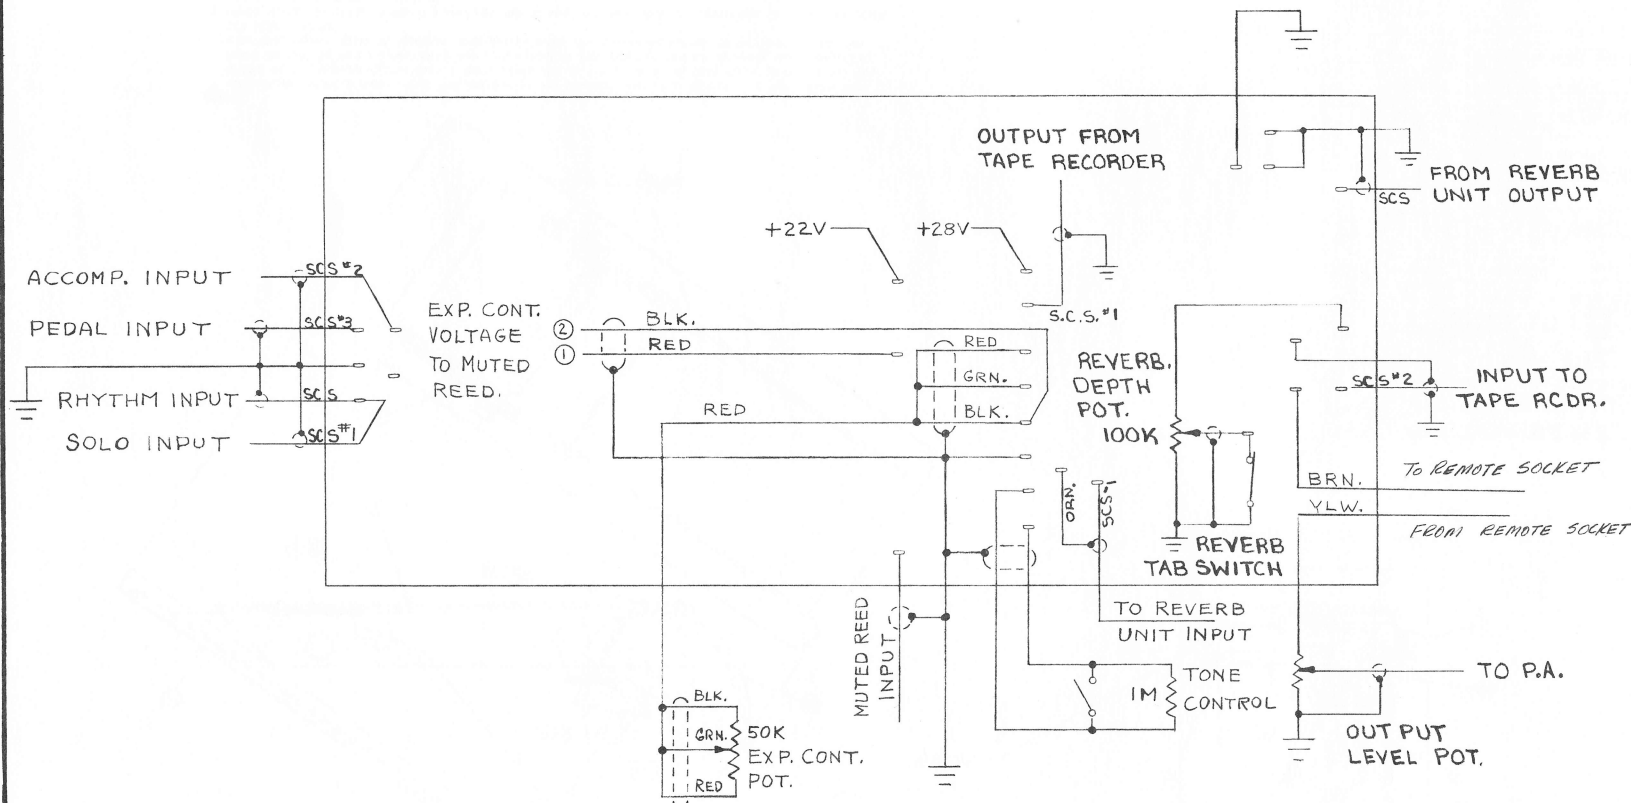 OUTPUT FROM
TAPE RECORDER
FROM REVERB
UNIT OUTPUT
SCS
+22V
+28V
ACCOMP. INPUT
SCS#2
PEDAL INPUT
SCS#3
RHYTHM INPUT
SCS
SOLO INPUT
SCS#1
EXP. CONT.
VOLTAGE
TO MUTED
REED.
2
BLK.
1
RED
S.C.S.#1
RED
GRN.
BLK.
RED
REVERB.
DEPTH
POT.
100K
SCS#2
INPUT TO
TAPE RCDR.
ORN.
SCS-1
BRN.
TO REMOTE SOCKET
YLW.
FROM REMOTE SOCKET
REVERB
TAB SWITCH
MUTED REED
INPUT
TO REVERB
UNIT INPUT
1M
TONE
CONTROL
TO P.A.
OUTPUT
LEVEL POT.
BLK.
GRN.
RED
50K
EXP. CONT.
POT.